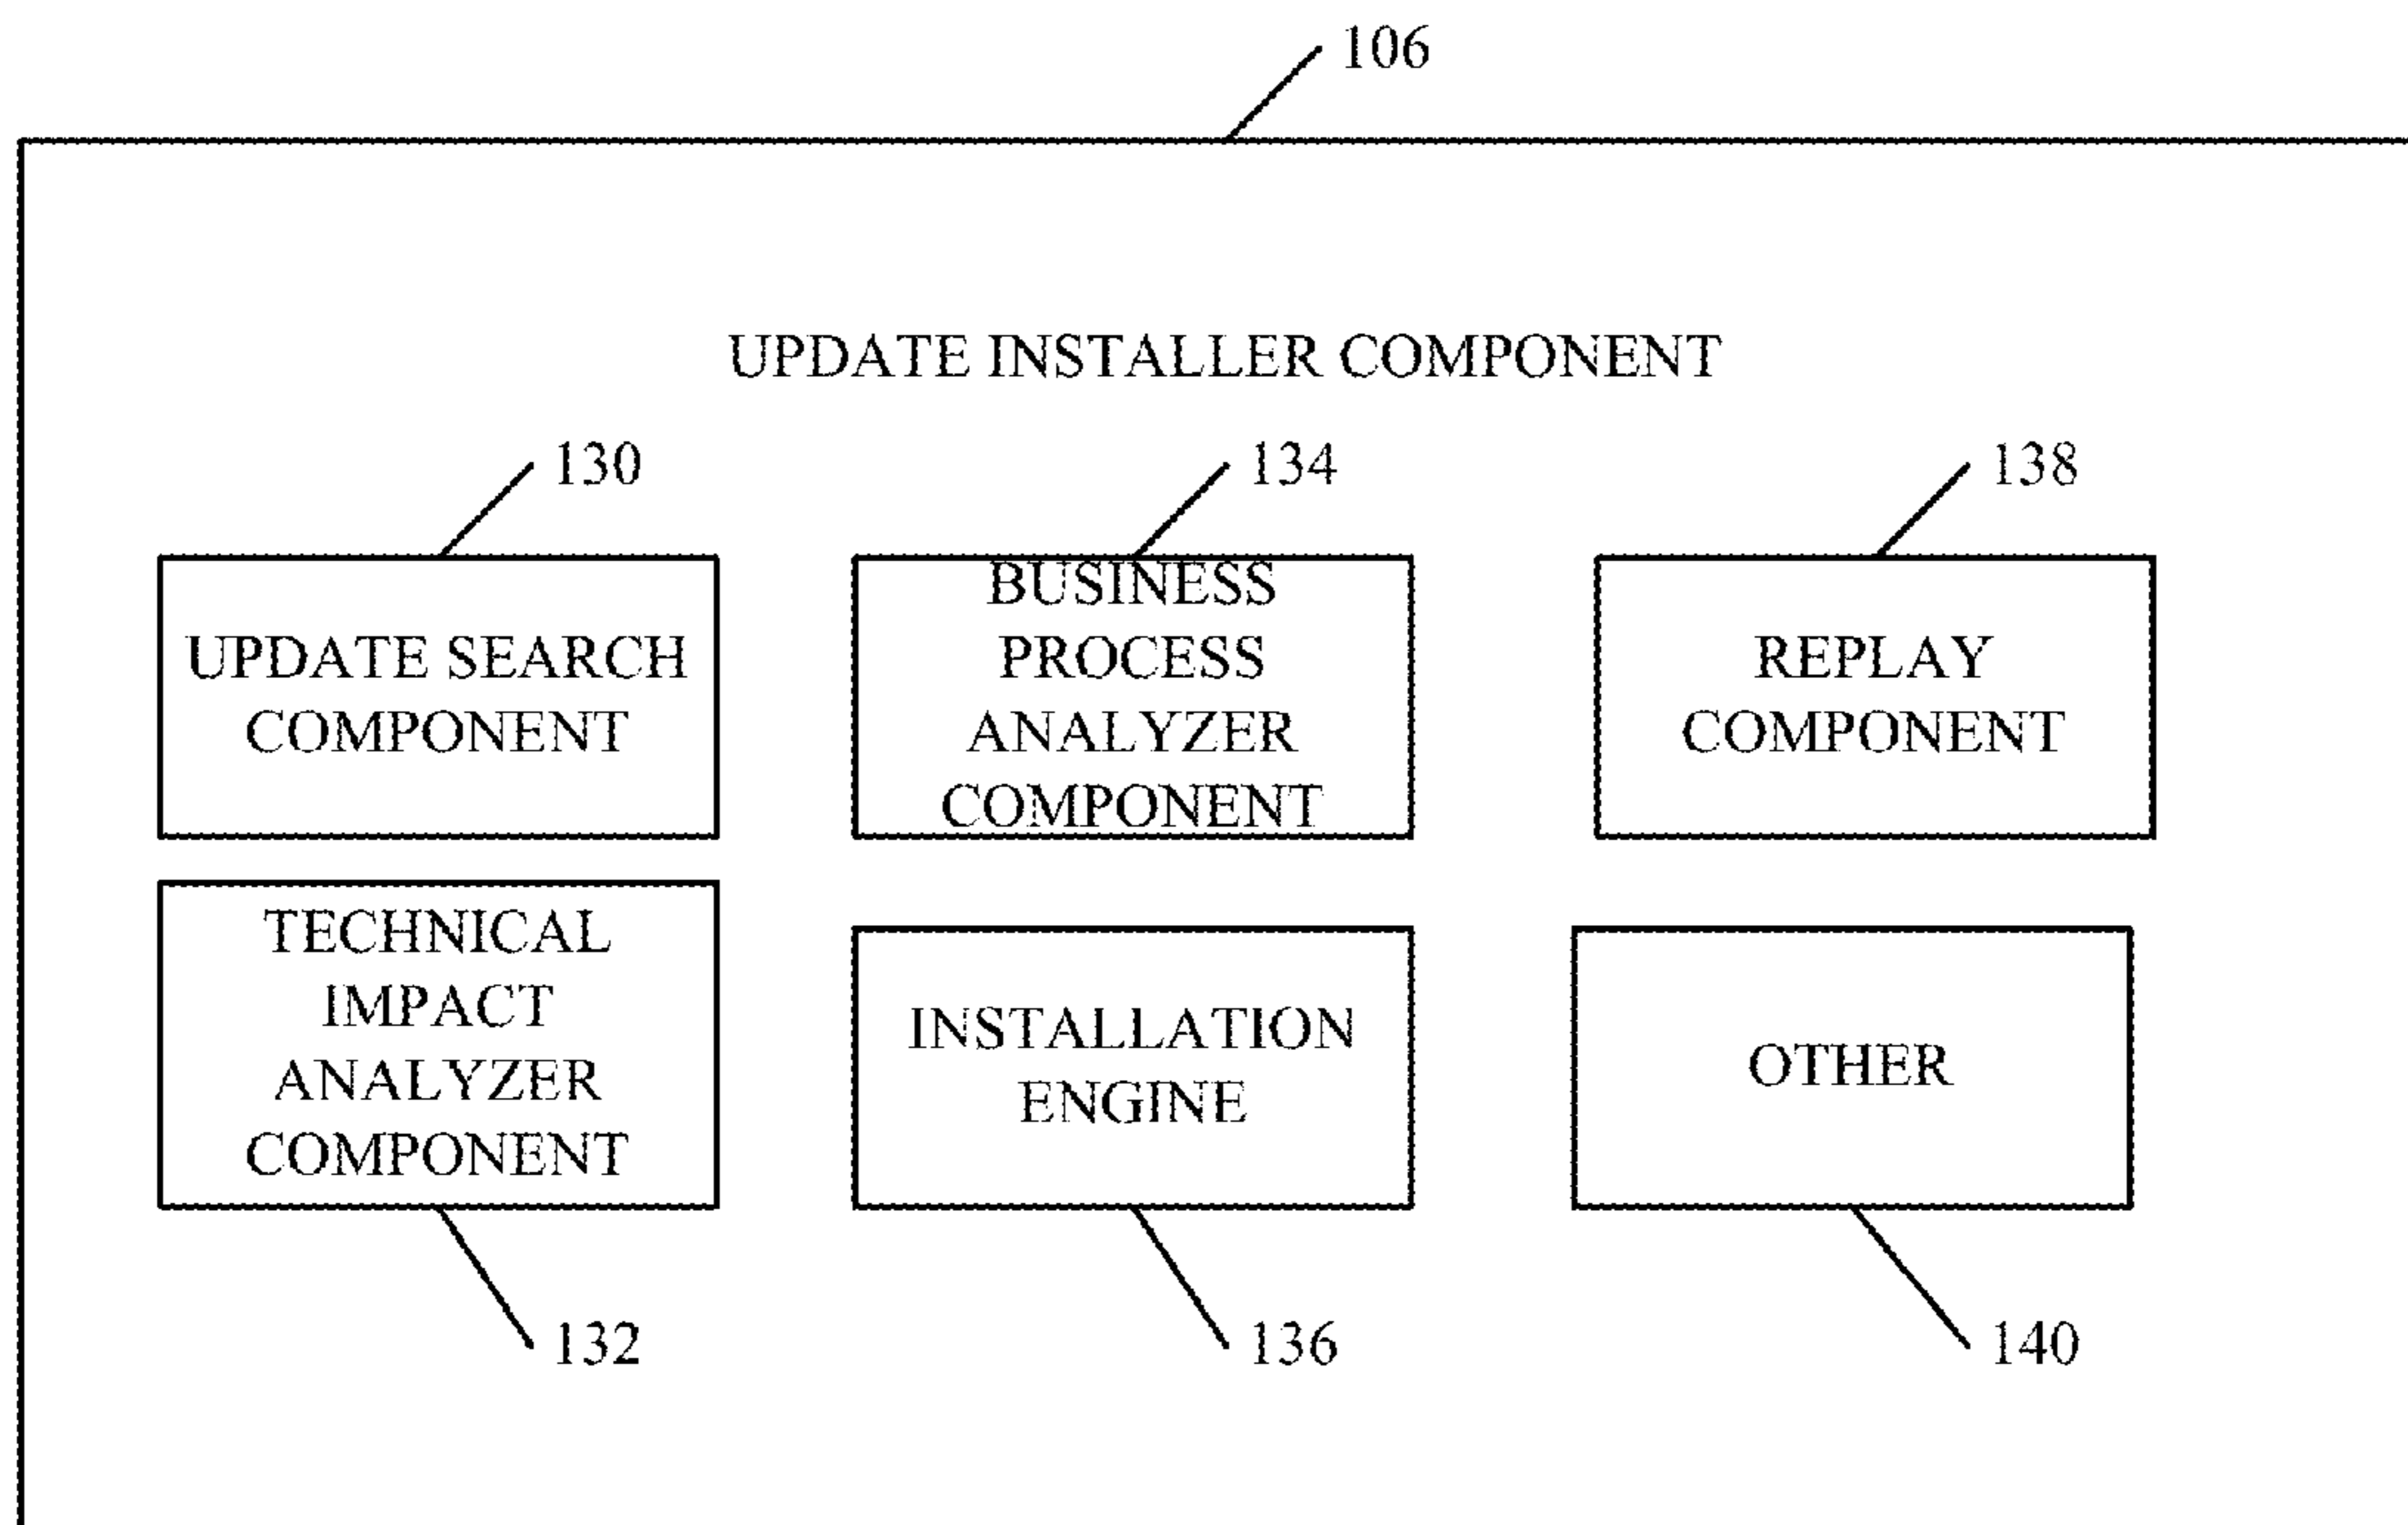 106
UPDATE INSTALLER COMPONENT
130
134
138
UPDATE SEARCH
COMPONENT
BUSINESS
PROCESS
ANALYZER
COMPONENT
REPLAY
COMPONENT
TECHNICAL
IMPACT
ANALYZER
COMPONENT
INSTALLATION
ENGINE
OTHER
132
136
140